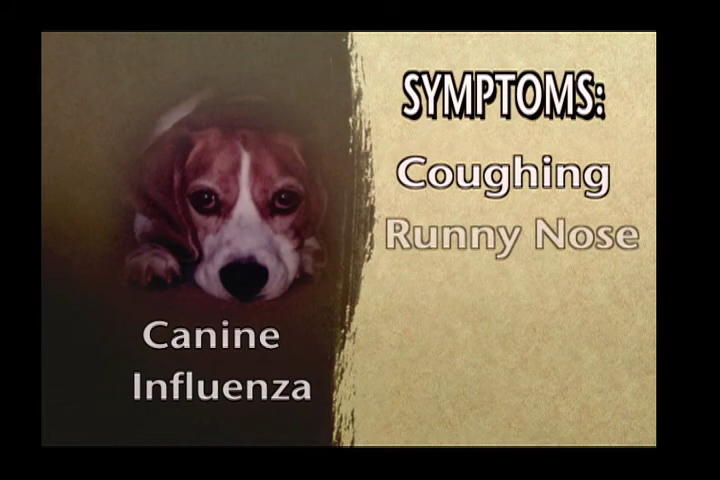 SYMPTOMS:
Coughing
Runny Nose
Canine
Influenza